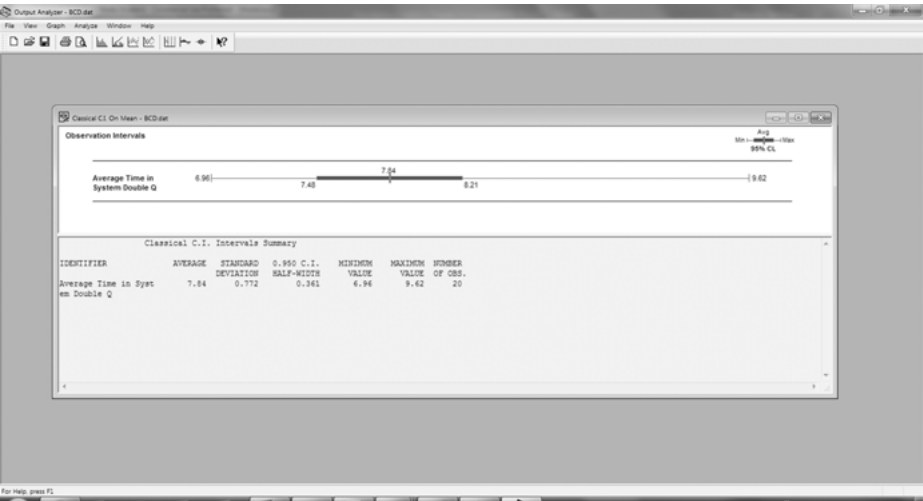 Output Analyzer - BCD.dat
File View Graph Analyze Window Help
Classical C.I. On Mean - BCD.dat
Observation Intervals
Avg
Min Max
95% CL
Average Time in
System Double Q
6.96
7.48
7.84
8.21
9.62
Classical C.I. Intervals Summary
IDENTIFIER AVERAGE STANDARD 0.950 C.I. MINIMUM MAXIMUM NUMBER
DEVIATION HALF-WIDTH VALUE VALUE OF OBS.
Average Time in Syst 7.84 0.772 0.361 6.96 9.62 20
em Double Q
For Help, press F1